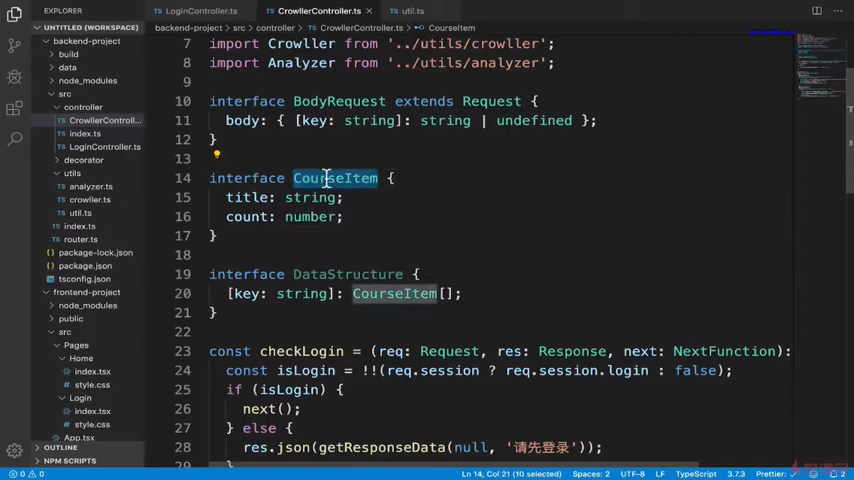 EXPLORER
LoginController.ts
CrowllerController.ts
util.ts
UNTITLED (WORKSPACE)
backend-project › src › controller › CrowllerController.ts › CourseItem
backend-project
build
data
node_modules
src
controller
CrowllerControll...
index.ts
LoginController.ts
decorator
utils
analyzer.ts
crowller.ts
util.ts
index.ts
router.ts
package-lock.json
package.json
tsconfig.json
frontend-project
node_modules
public
src
Pages
Home
index.tsx
style.css
Login
index.tsx
style.css
App.tsx
OUTLINE
NPM SCRIPTS
7 import Crowller from '../utils/crowller';
8 import Analyzer from '../utils/analyzer';
9
10 interface BodyRequest extends Request {
11 body: { [key: string]: string | undefined };
12 }
13
14 interface CourseItem {
15 title: string;
16 count: number;
17 }
18
19 interface DataStructure {
20 [key: string]: CourseItem[];
21 }
22
23 const checkLogin = (req: Request, res: Response, next: NextFunction):
24 const isLogin = !!(req.session ? req.session.login : false);
25 if (isLogin) {
26 next();
27 } else {
28 res.json(getResponseData(null, '请先登录'));
29 }
0 0 Ln 14, Col 21 (10 selected) Spaces: 2 UTF-8 LF TypeScript 3.7.3 Prettier: ✓ 2